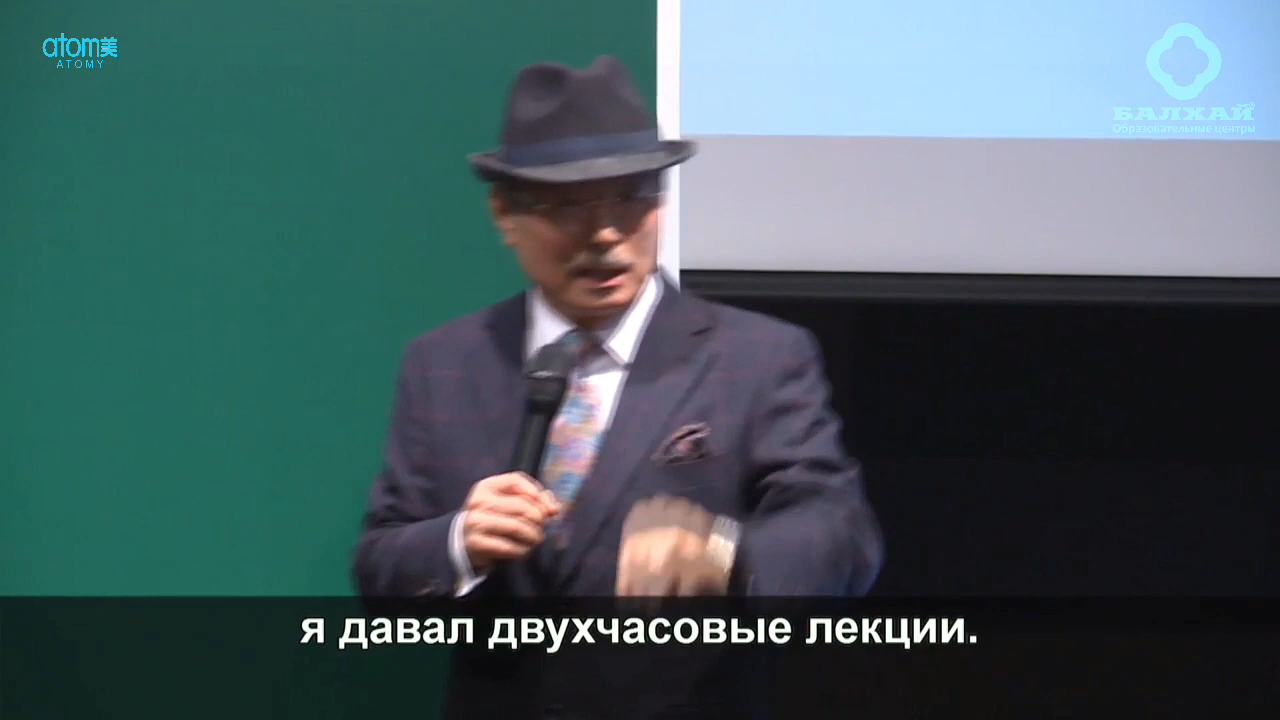 atom美
ATOMY
БАЛХАЙ
Образовательные центры
я давал двухчасовые лекции.